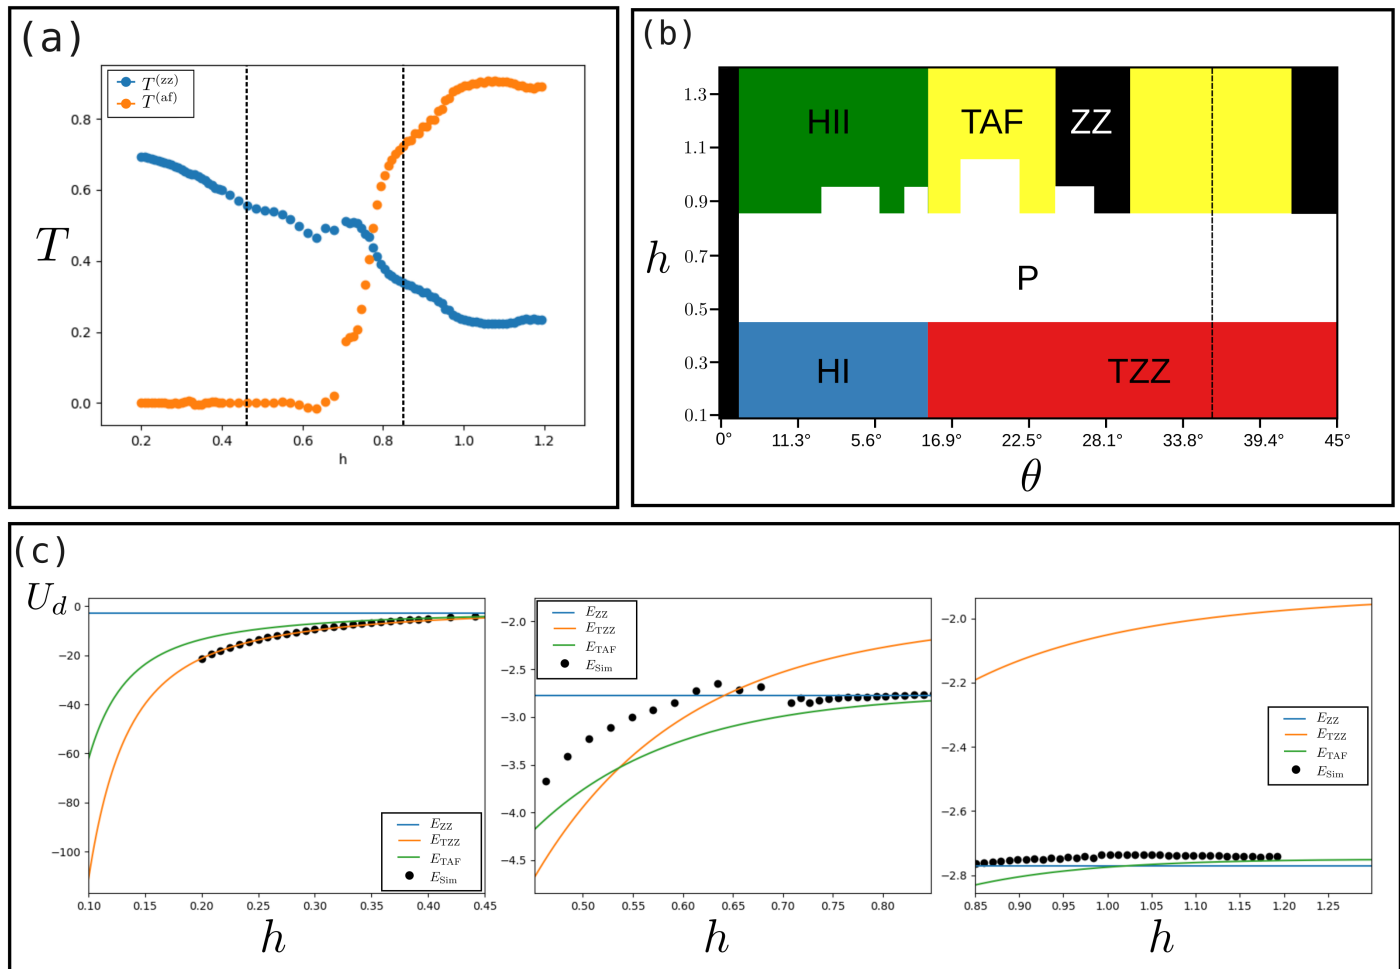 (a)
T^(zz)
T^(af)
T
0.8
0.6
0.4
0.2
0.0
0.2 0.4 0.6 0.8 1.0 1.2
h
(b)
h
1.3
1.1
0.9
0.7
0.5
0.3
0.1
HII TAF ZZ
P
HI TZZ
0° 11.3° 5.6° 16.9° 22.5° 28.1° 33.8° 39.4° 45°
θ
(c)
U_d
0
−20
−40
−60
−80
−100
E_ZZ
E_TZZ
E_TAF
E_Sim
0.10 0.15 0.20 0.25 0.30 0.35 0.40 0.45
h
−2.0
−2.5
−3.0
−3.5
−4.0
−4.5
E_ZZ
E_TZZ
E_TAF
E_Sim
0.50 0.55 0.60 0.65 0.70 0.75 0.80
h
−2.0
−2.2
−2.4
−2.6
−2.8
E_ZZ
E_TZZ
E_TAF
E_Sim
0.85 0.90 0.95 1.00 1.05 1.10 1.15 1.20 1.25
h